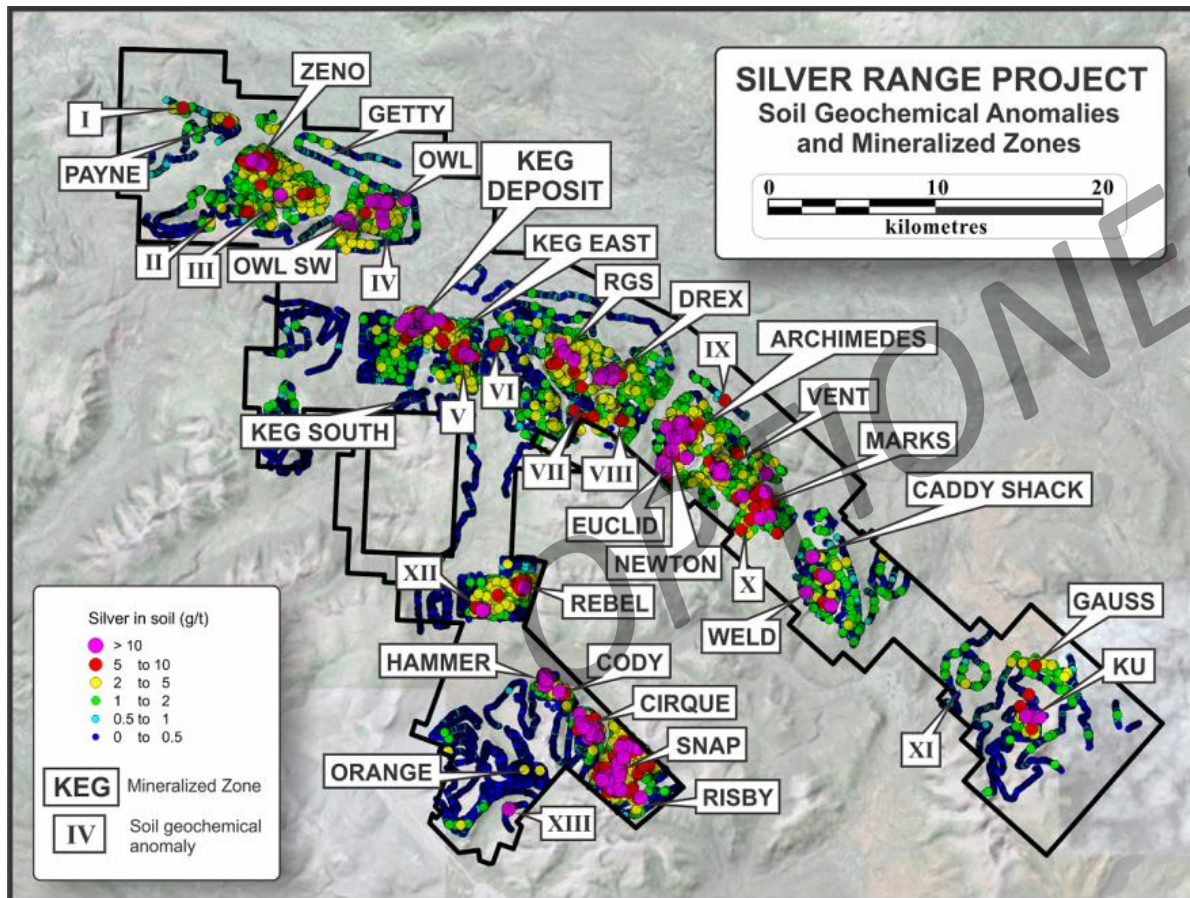 SILVER RANGE PROJECT
Soil Geochemical Anomalies
and Mineralized Zones
0 10 20
kilometres
ZENO
I
GETTY
PAYNE
OWL
KEG
DEPOSIT
II
III
OWL SW
IV
KEG EAST
RGS
DREX
IX
ARCHIMEDES
VENT
MARKS
CADDY SHACK
VI
V
KEG SOUTH
VII
VIII
EUCLID
NEWTON
X
XII
REBEL
WELD
GAUSS
KU
XI
HAMMER
CODY
CIRQUE
SNAP
ORANGE
RISBY
XIII
Silver in soil (g/t)
> 10
5 to 10
2 to 5
1 to 2
0.5 to 1
0 to 0.5
KEG Mineralized Zone
IV Soil geochemical
anomaly